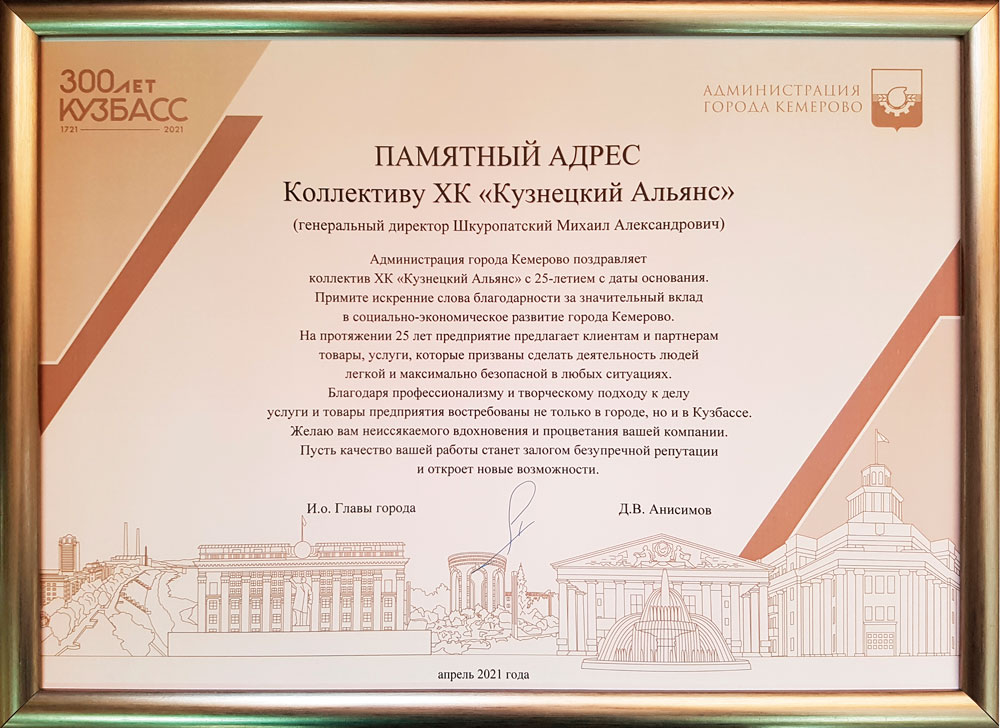 300 ЛЕТ
КУЗБАСС
1721 2021
АДМИНИСТРАЦИЯ
ГОРОДА КЕМЕРОВО
ПАМЯТНЫЙ АДРЕС
Коллективу ХК «Кузнецкий Альянс»
(генеральный директор Шкуропатский Михаил Александрович)
Администрация города Кемерово поздравляет
коллектив ХК «Кузнецкий Альянс» с 25-летием с даты основания.
Примите искренние слова благодарности за значительный вклад
в социально-экономическое развитие города Кемерово.
На протяжении 25 лет предприятие предлагает клиентам и партнерам
товары, услуги, которые призваны сделать деятельность людей
легкой и максимально безопасной в любых ситуациях.
Благодаря профессионализму и творческому подходу к делу
услуги и товары предприятия востребованы не только в городе, но и в Кузбассе.
Желаю вам неиссякаемого вдохновения и процветания вашей компании.
Пусть качество вашей работы станет залогом безупречной репутации
и откроет новые возможности.
И.о. Главы города Д.В. Анисимов
апрель 2021 года